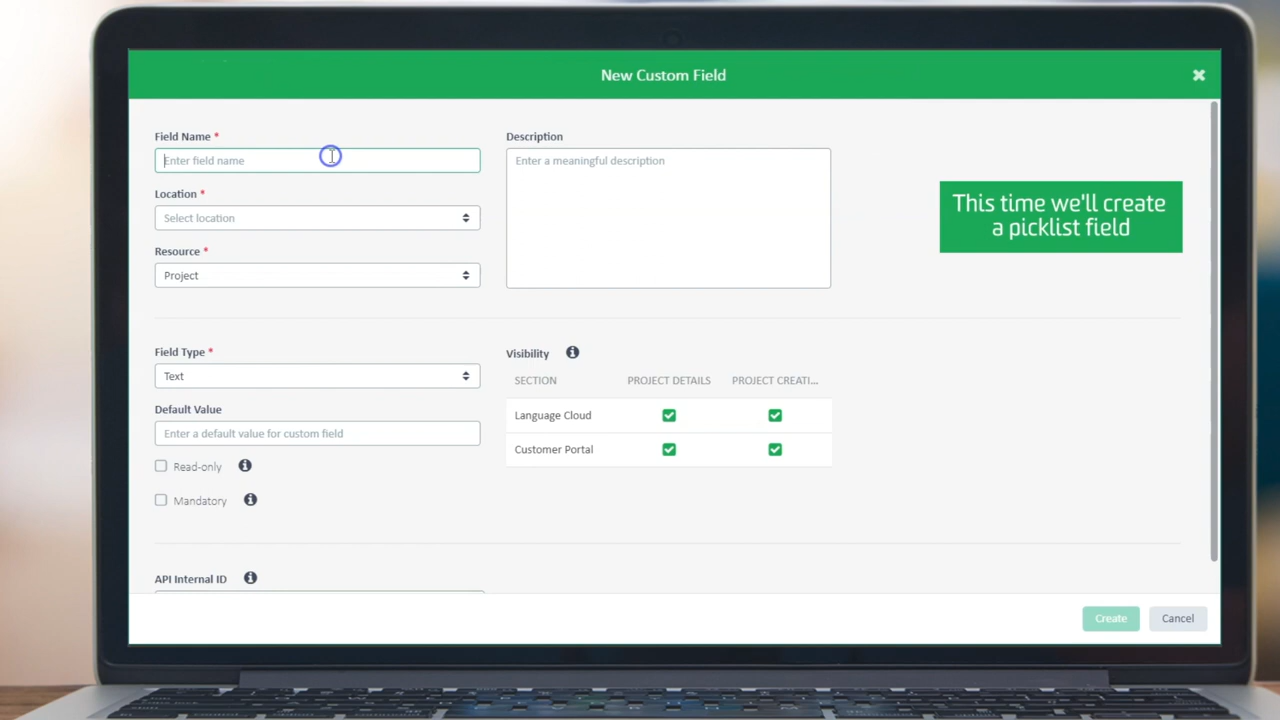 New Custom Field
Field Name *
Enter field name
Location *
Select location
Resource *
Project
Description
Enter a meaningful description
This time we'll create
a picklist field
Field Type *
Text
Default Value
Enter a default value for custom field
Read-only
Mandatory
Visibility
SECTION PROJECT DETAILS PROJECT CREATI...
Language Cloud
Customer Portal
API Internal ID
Create Cancel